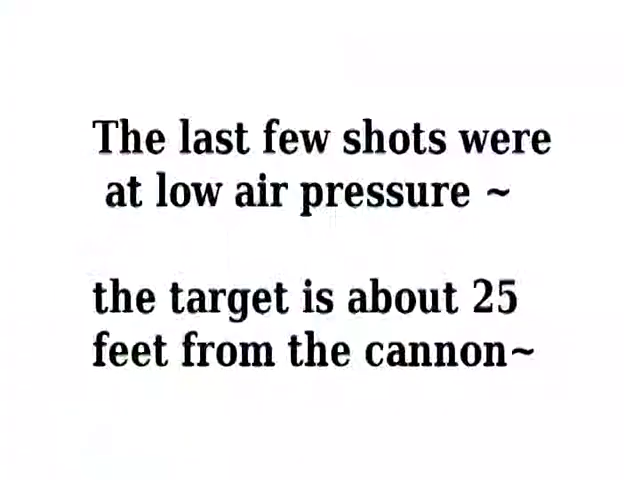 The last few shots were
at low air pressure ~
the target is about 25
feet from the cannon~